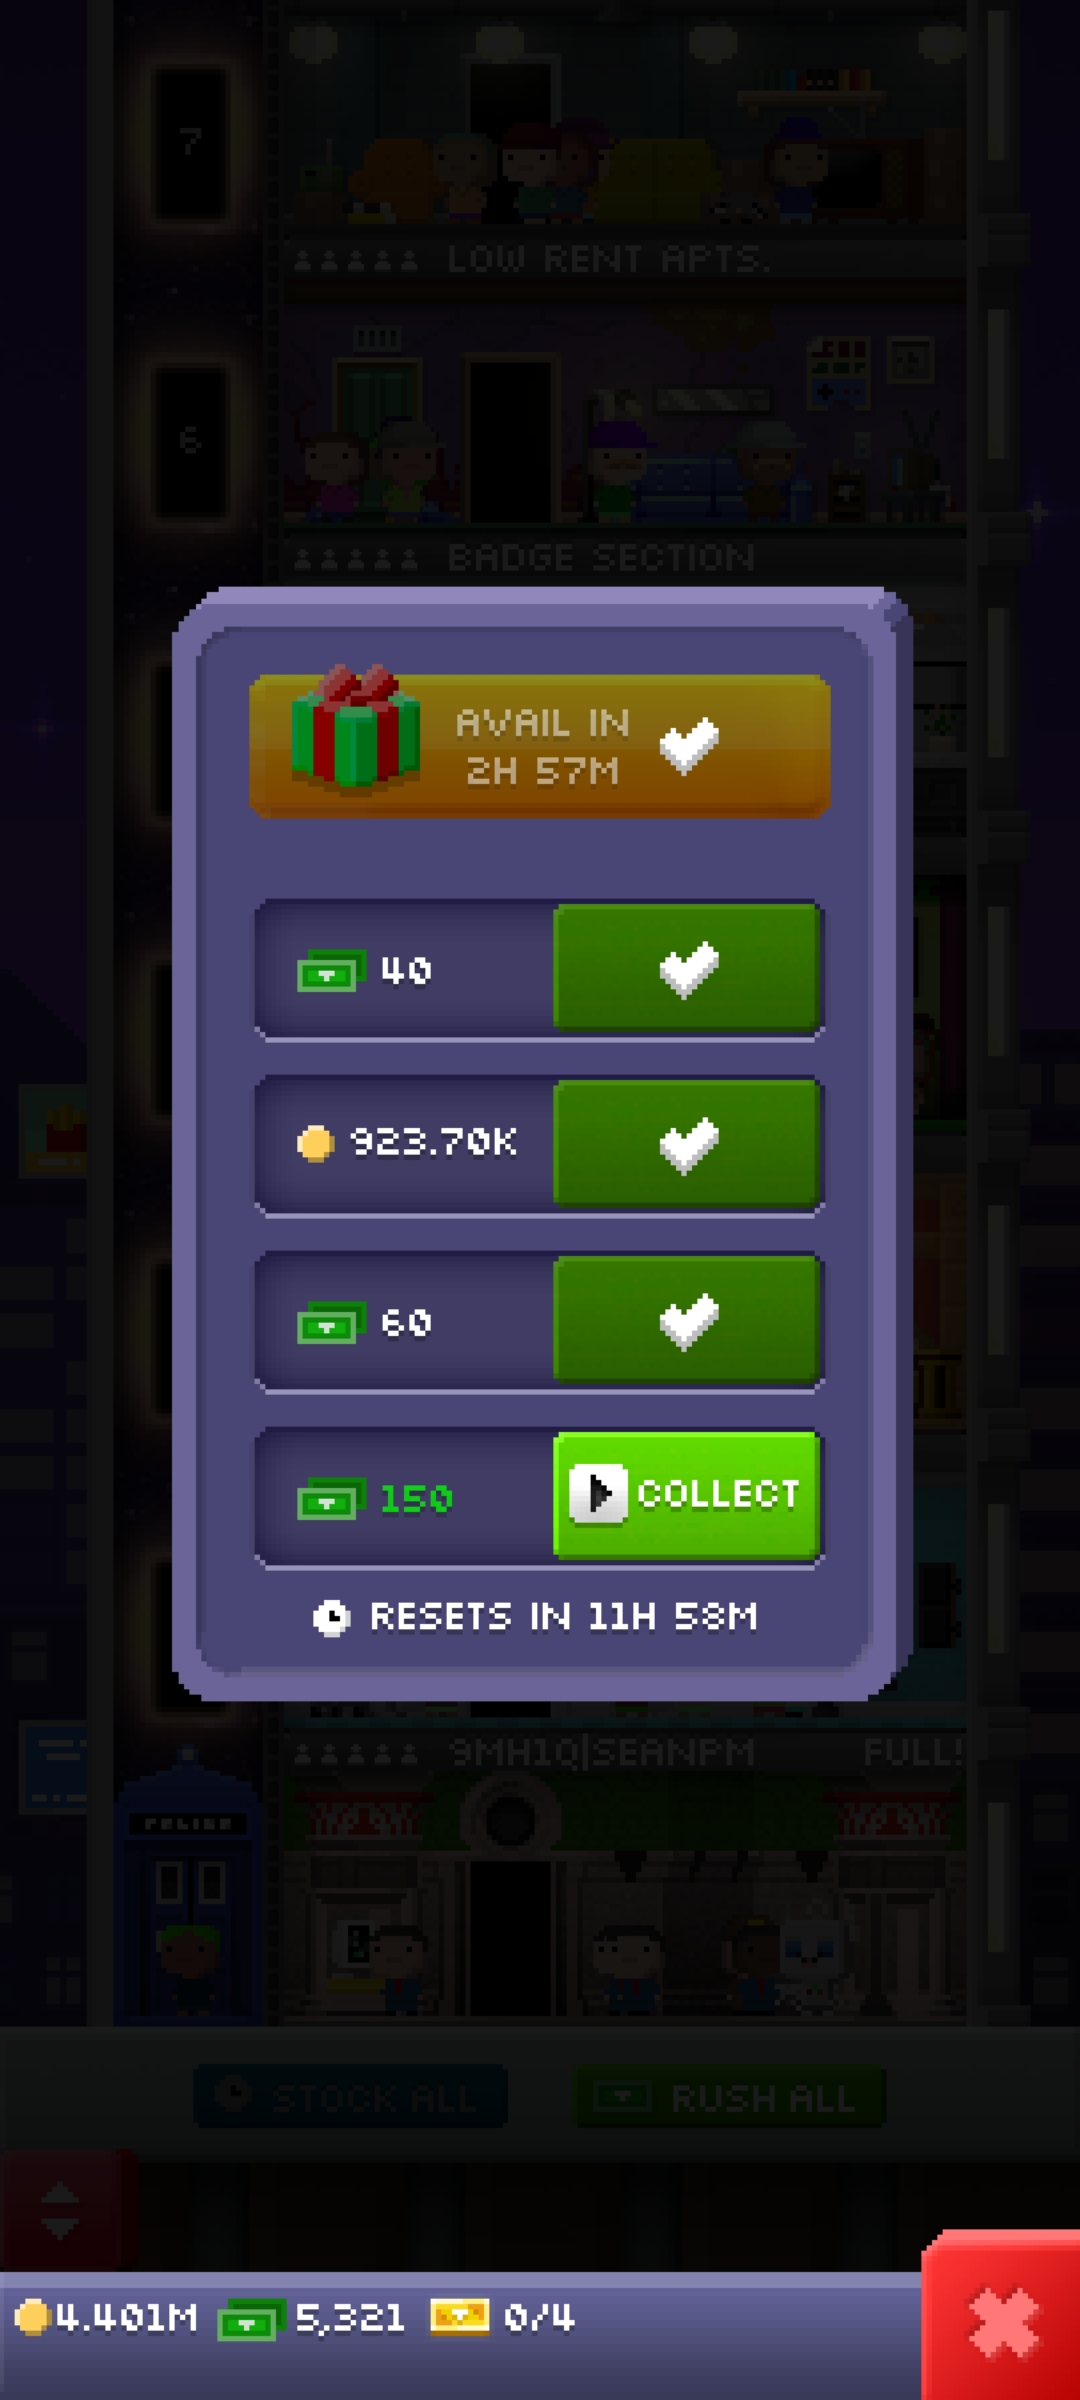 7
LOW RENT APTS.
6
BADGE SECTION
AVAIL IN
2H 57M
40
923.70K
60
150
COLLECT
RESETS IN 11H 58M
9MH1Q|SEANPM FULL!
POLICE
STOCK ALL
RUSH ALL
4.401M 5,321 0/4